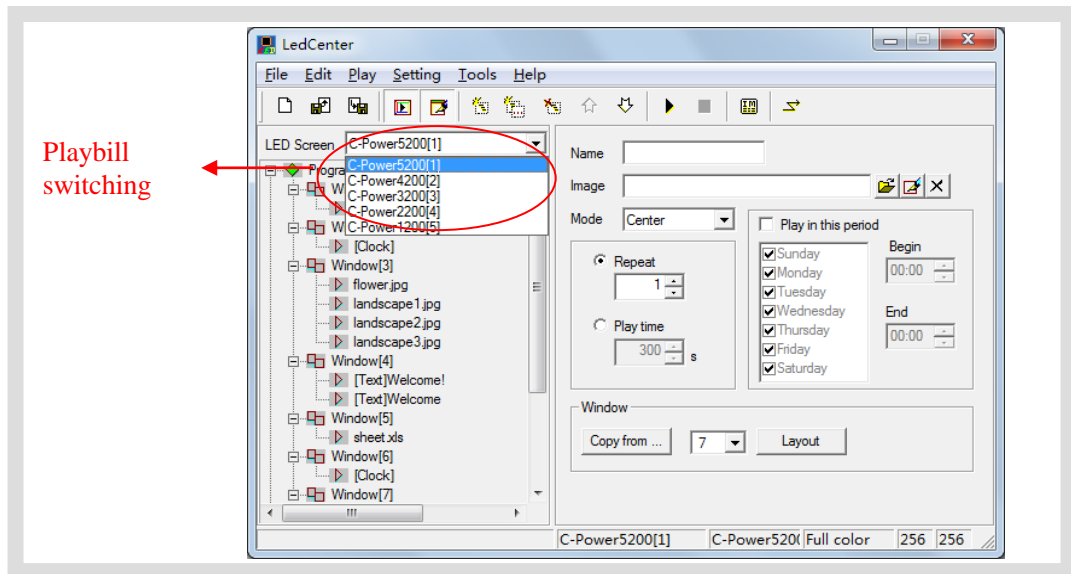 LedCenter
File Edit Play Setting Tools Help
LED Screen C-Power5200[1]
C-Power5200[1]
C-Power4200[2]
C-Power3200[3]
C-Power2200[4]
C-Power1200[5]
Playbill
switching
Progra
W
W
[Clock]
Window[3]
flower.jpg
landscape1.jpg
landscape2.jpg
landscape3.jpg
Window[4]
[Text]Welcome!
[Text]Welcome
Window[5]
sheet.xls
Window[6]
[Clock]
Window[7]
Name
Image
Mode Center
Repeat
1
Play time
300 s
Play in this period
Sunday
Monday
Tuesday
Wednesday
Thursday
Friday
Saturday
Begin
00:00
End
00:00
Window
Copy from ... 7 Layout
C-Power5200[1] C-Power520( Full color 256 256